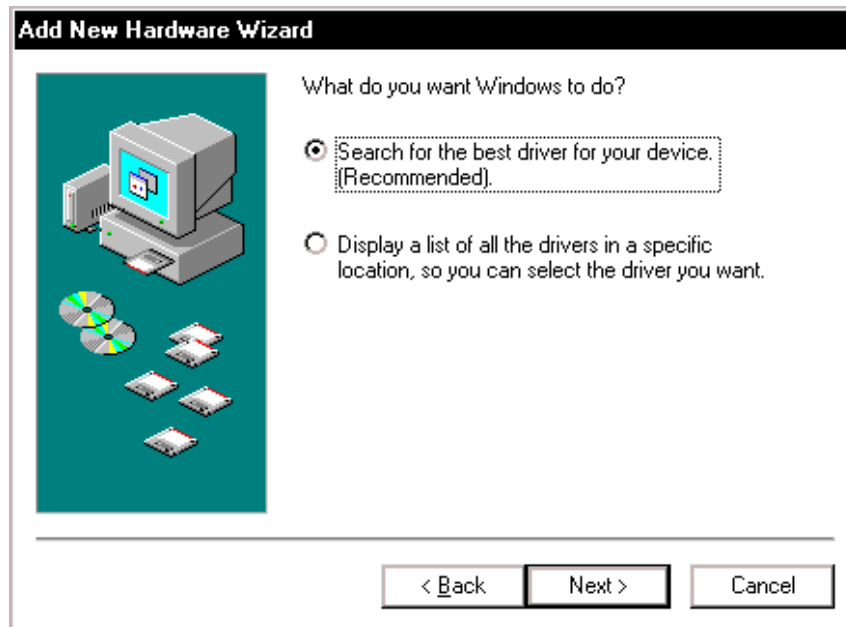 Add New Hardware Wizard
What do you want Windows to do?
Search for the best driver for your device.
(Recommended).
Display a list of all the drivers in a specific
location, so you can select the driver you want.
< Back
Next >
Cancel